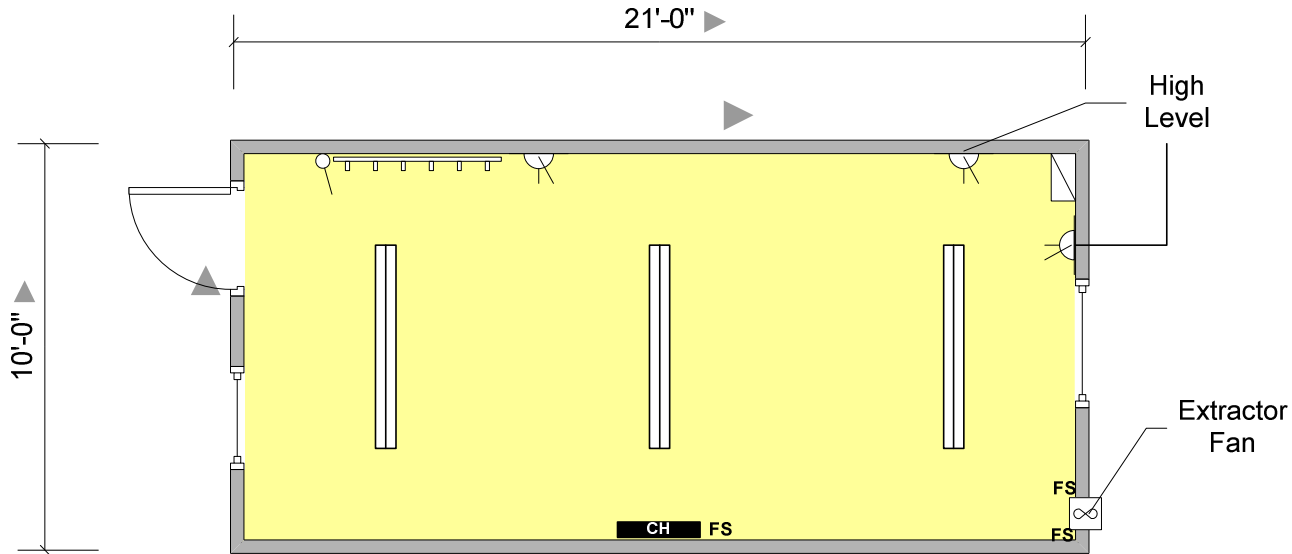 21'-0"
High
Level
10'-0"
Extractor
Fan
FS
CH FS
FS